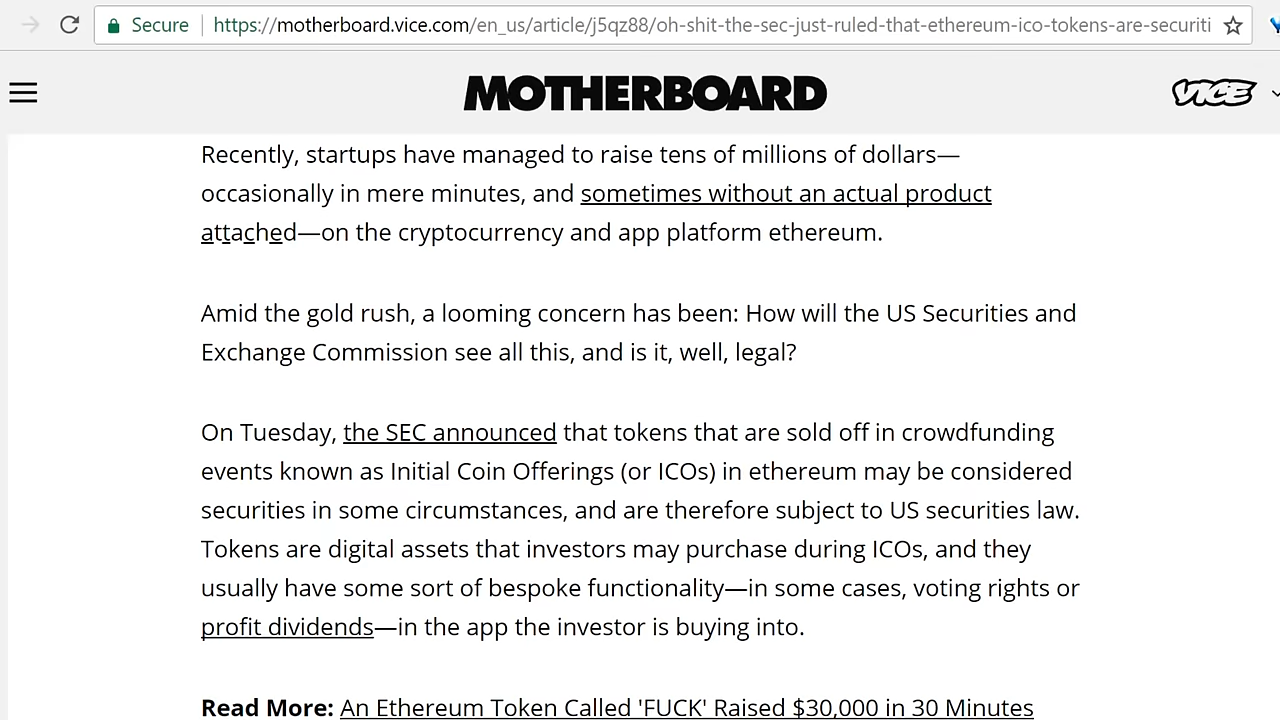 Secure https://motherboard.vice.com/en_us/article/j5qz88/oh-shit-the-sec-just-ruled-that-ethereum-ico-tokens-are-securiti
MOTHERBOARD
VICE
Recently, startups have managed to raise tens of millions of dollars—
occasionally in mere minutes, and sometimes without an actual product
attached—on the cryptocurrency and app platform ethereum.
Amid the gold rush, a looming concern has been: How will the US Securities and
Exchange Commission see all this, and is it, well, legal?
On Tuesday, the SEC announced that tokens that are sold off in crowdfunding
events known as Initial Coin Offerings (or ICOs) in ethereum may be considered
securities in some circumstances, and are therefore subject to US securities law.
Tokens are digital assets that investors may purchase during ICOs, and they
usually have some sort of bespoke functionality—in some cases, voting rights or
profit dividends—in the app the investor is buying into.
Read More: An Ethereum Token Called 'FUCK' Raised $30,000 in 30 Minutes